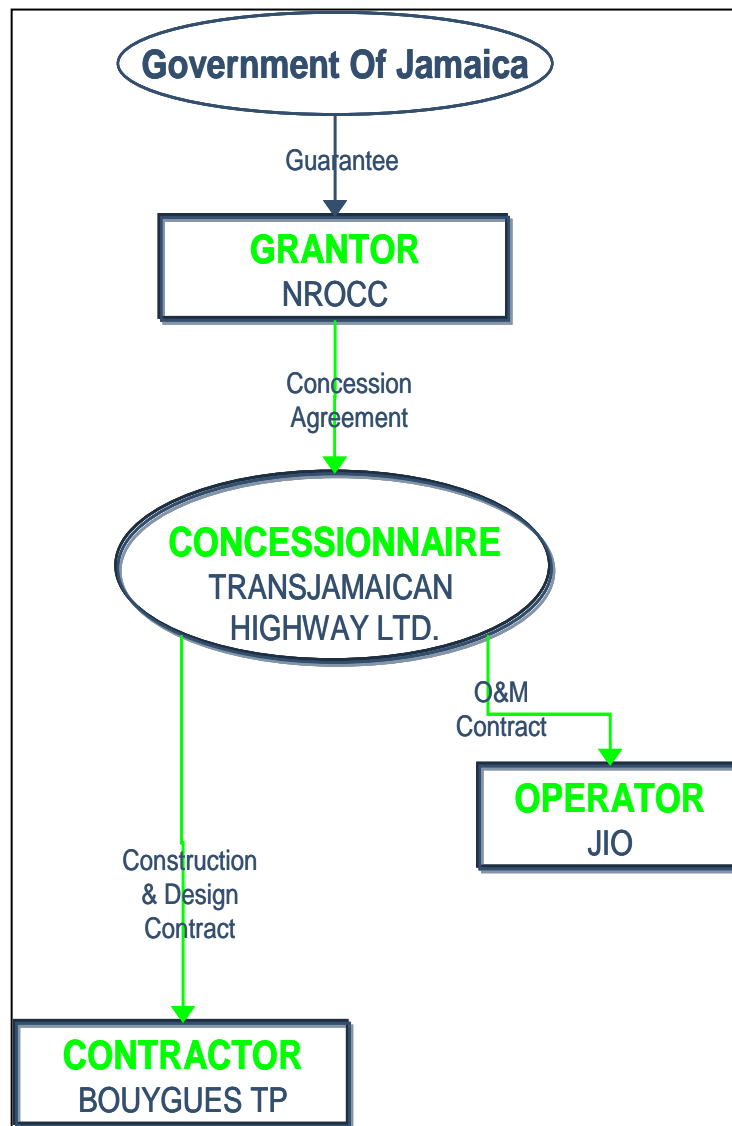 Government Of Jamaica
Guarantee
GRANTOR
NROCC
Concession
Agreement
CONCESSIONNAIRE
TRANSJAMAICAN
HIGHWAY LTD.
O&M
Contract
OPERATOR
JIO
Construction
& Design
Contract
CONTRACTOR
BOUYGUES TP